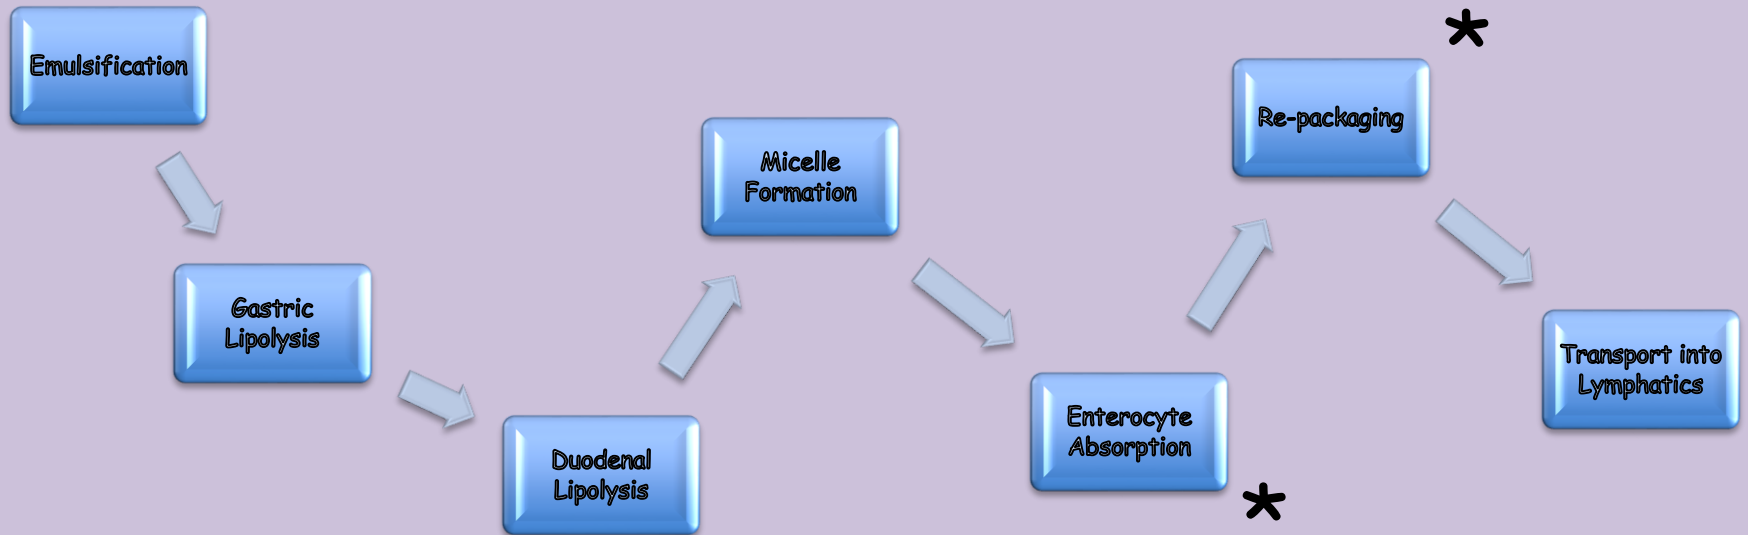 Emulsification
Gastric
Lipolysis
Duodenal
Lipolysis
Micelle
Formation
Enterocyte
Absorption
*
Re-packaging
*
Transport into
Lymphatics